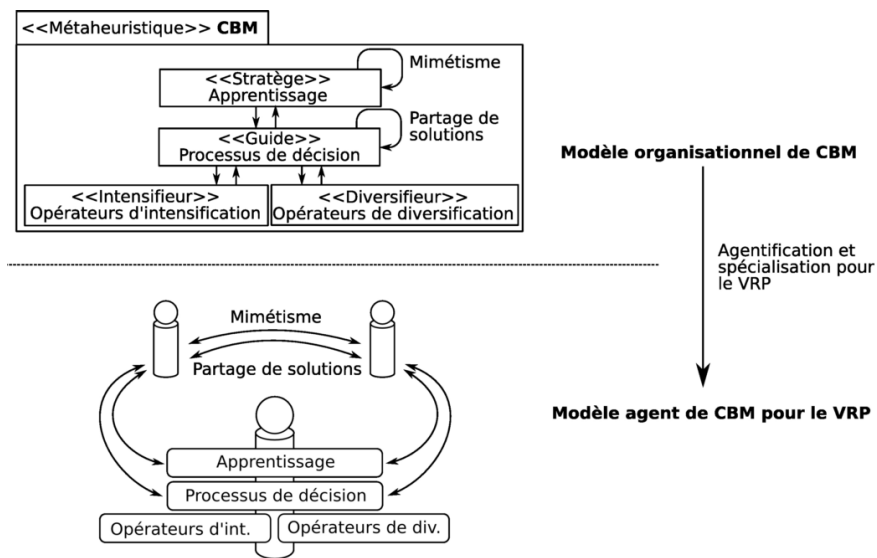 <<Métaheuristique>> CBM
<<Stratège>>
Apprentissage
Mimétisme
<<Guide>>
Processus de décision
Partage de
solutions
<<Intensifieur>>
Opérateurs d'intensification
<<Diversifieur>>
Opérateurs de diversification
Modèle organisationnel de CBM
Agentification et
spécialisation pour
le VRP
Modèle agent de CBM pour le VRP
Mimétisme
Partage de solutions
Apprentissage
Processus de décision
Opérateurs d'int.
Opérateurs de div.